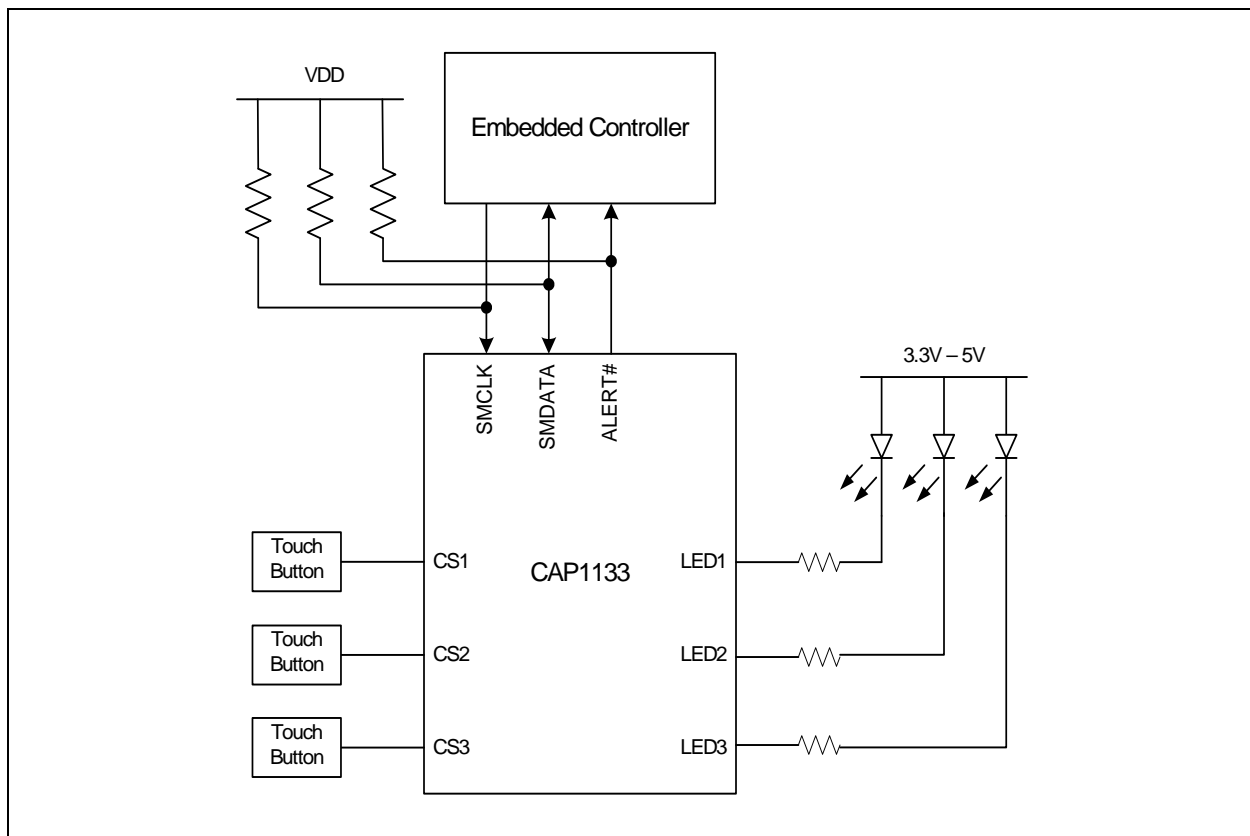 VDD
Embedded Controller
3.3V – 5V
SMCLK
SMDATA
ALERT#
Touch
Button
CS1
CAP1133
LED1
Touch
Button
CS2
LED2
Touch
Button
CS3
LED3